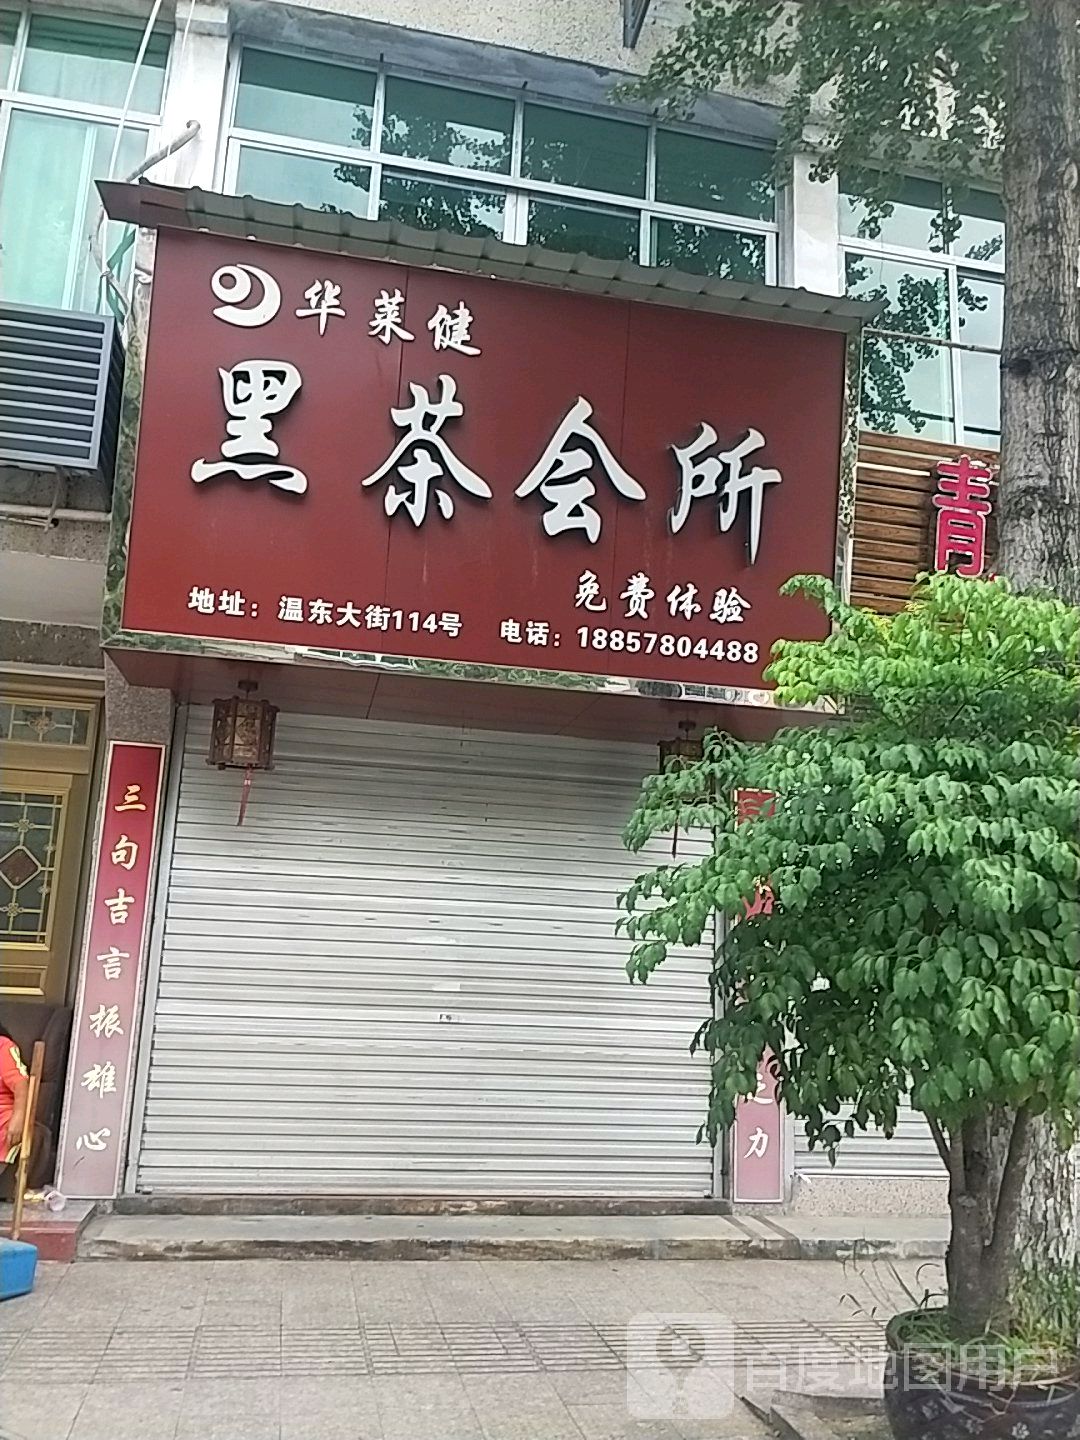 华莱健
黑茶会所
免费体验
地址：温东大街114号 电话：18857804488
青
三句吉言振雄心
力
百度地图用户